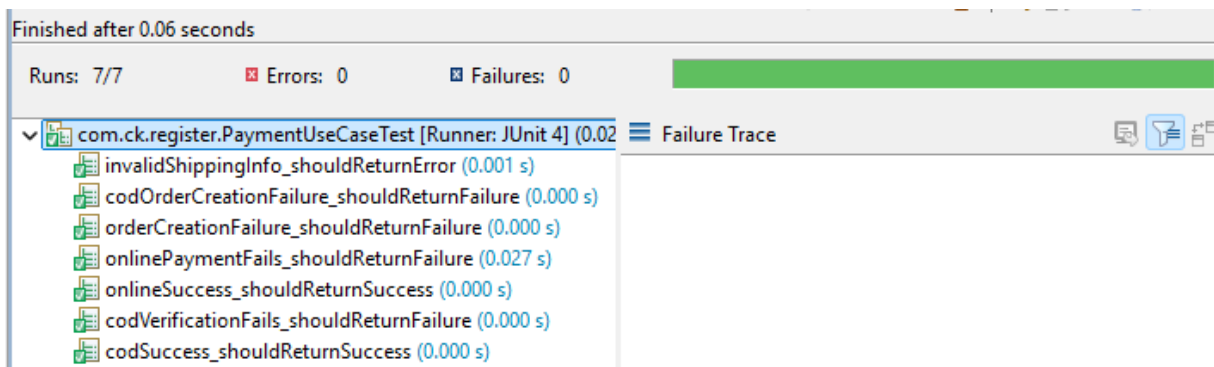 Finished after 0.06 seconds
Runs: 7/7 Errors: 0 Failures: 0
com.ck.register.PaymentUseCaseTest [Runner: JUnit 4] (0.02
Failure Trace
invalidShippingInfo_shouldReturnError (0.001 s)
codOrderCreationFailure_shouldReturnFailure (0.000 s)
orderCreationFailure_shouldReturnFailure (0.000 s)
onlinePaymentFails_shouldReturnFailure (0.027 s)
onlineSuccess_shouldReturnSuccess (0.000 s)
codVerificationFails_shouldReturnFailure (0.000 s)
codSuccess_shouldReturnSuccess (0.000 s)